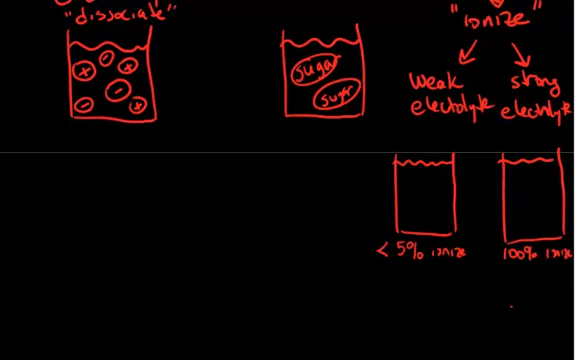 "dissociate"
"ionize"
+ - +
- - +
sugar
sugar
weak
electrolyte
strong
electrolyte
< 5% ionize
100% ionize